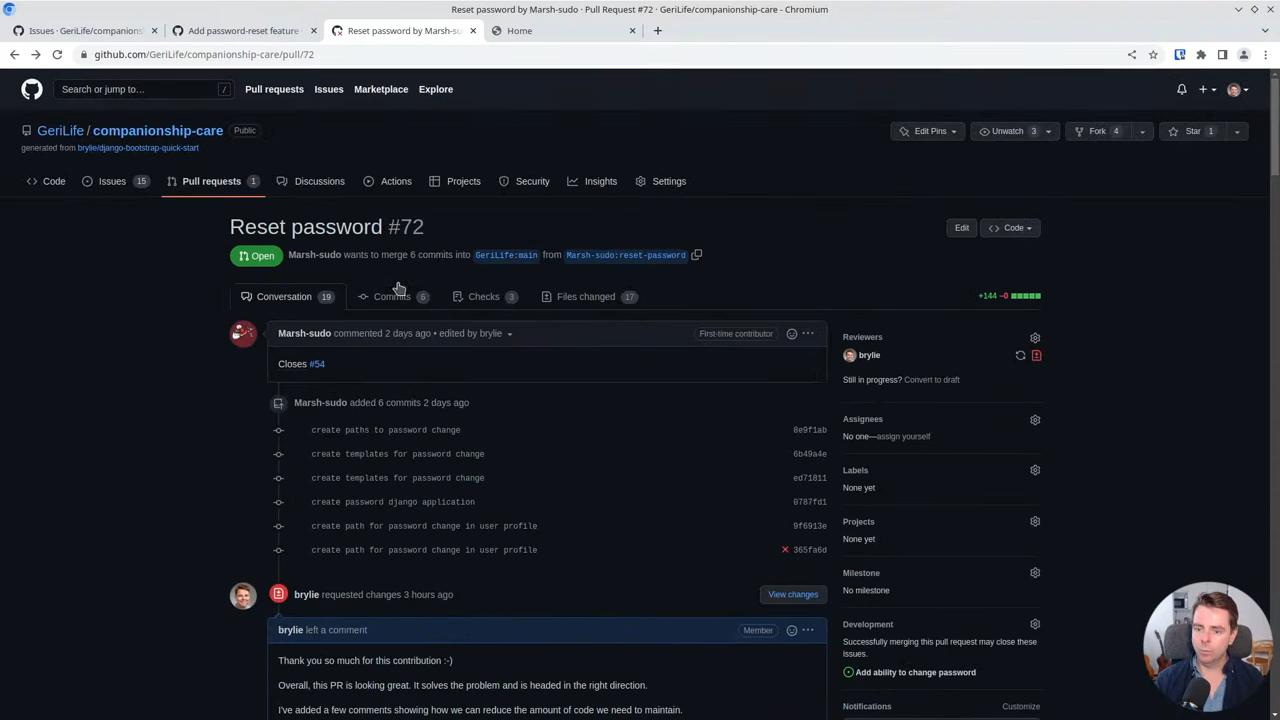 Reset password by Marsh-sudo · Pull Request #72 · GeriLife/companionship-care - Chromium
Issues · GeriLife/companionsh
Add password-reset feature
Reset password by Marsh-sud
Home
github.com/GeriLife/companionship-care/pull/72
Search or jump to...
/
Pull requests
Issues
Marketplace
Explore
GeriLife / companionship-care
Public
generated from brylie/django-bootstrap-quick-start
Edit Pins
Unwatch 3
Fork 4
Star 1
Code
Issues 15
Pull requests 1
Discussions
Actions
Projects
Security
Insights
Settings
Reset password #72
Edit
Code
Open
Marsh-sudo wants to merge 6 commits into GeriLife:main from Marsh-sudo:reset-password
Conversation 19
Commits 6
Checks 3
Files changed 17
+144 −0
Marsh-sudo commented 2 days ago • edited by brylie
First-time contributor
Closes #54
Marsh-sudo added 6 commits 2 days ago
create paths to password change 8e9f1ab
create templates for password change 6b49a4e
create templates for password change ed71811
create password django application 0787fd1
create path for password change in user profile 9f6913e
create path for password change in user profile 365fa6d
brylie requested changes 3 hours ago
View changes
brylie left a comment
Member
Thank you so much for this contribution :-)
Overall, this PR is looking great. It solves the problem and is headed in the right direction.
I've added a few comments showing how we can reduce the amount of code we need to maintain.
Reviewers
brylie
Still in progress? Convert to draft
Assignees
No one—assign yourself
Labels
None yet
Projects
None yet
Milestone
No milestone
Development
Successfully merging this pull request may close these
issues.
Add ability to change password
Notifications
Customize